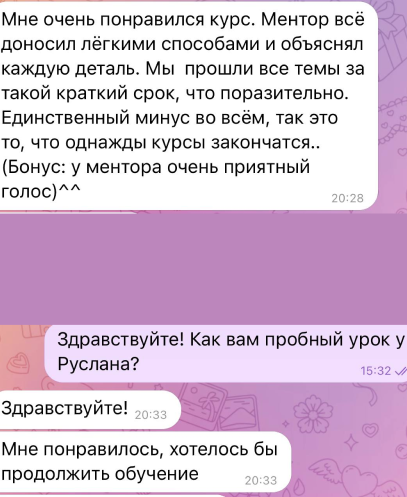 Мне очень понравился курс. Ментор всё
доносил лёгкими способами и объяснял
каждую деталь. Мы  прошли все темы за
такой краткий срок, что поразительно.
Единственный минус во всём, так это
то, что однажды курсы закончатся..
(Бонус: у ментора очень приятный
голос)^^
20:28
Здравствуйте! Как вам пробный урок у
Руслана?
15:32
Здравствуйте! 20:33
Мне понравилось, хотелось бы
продолжить обучение
20:33